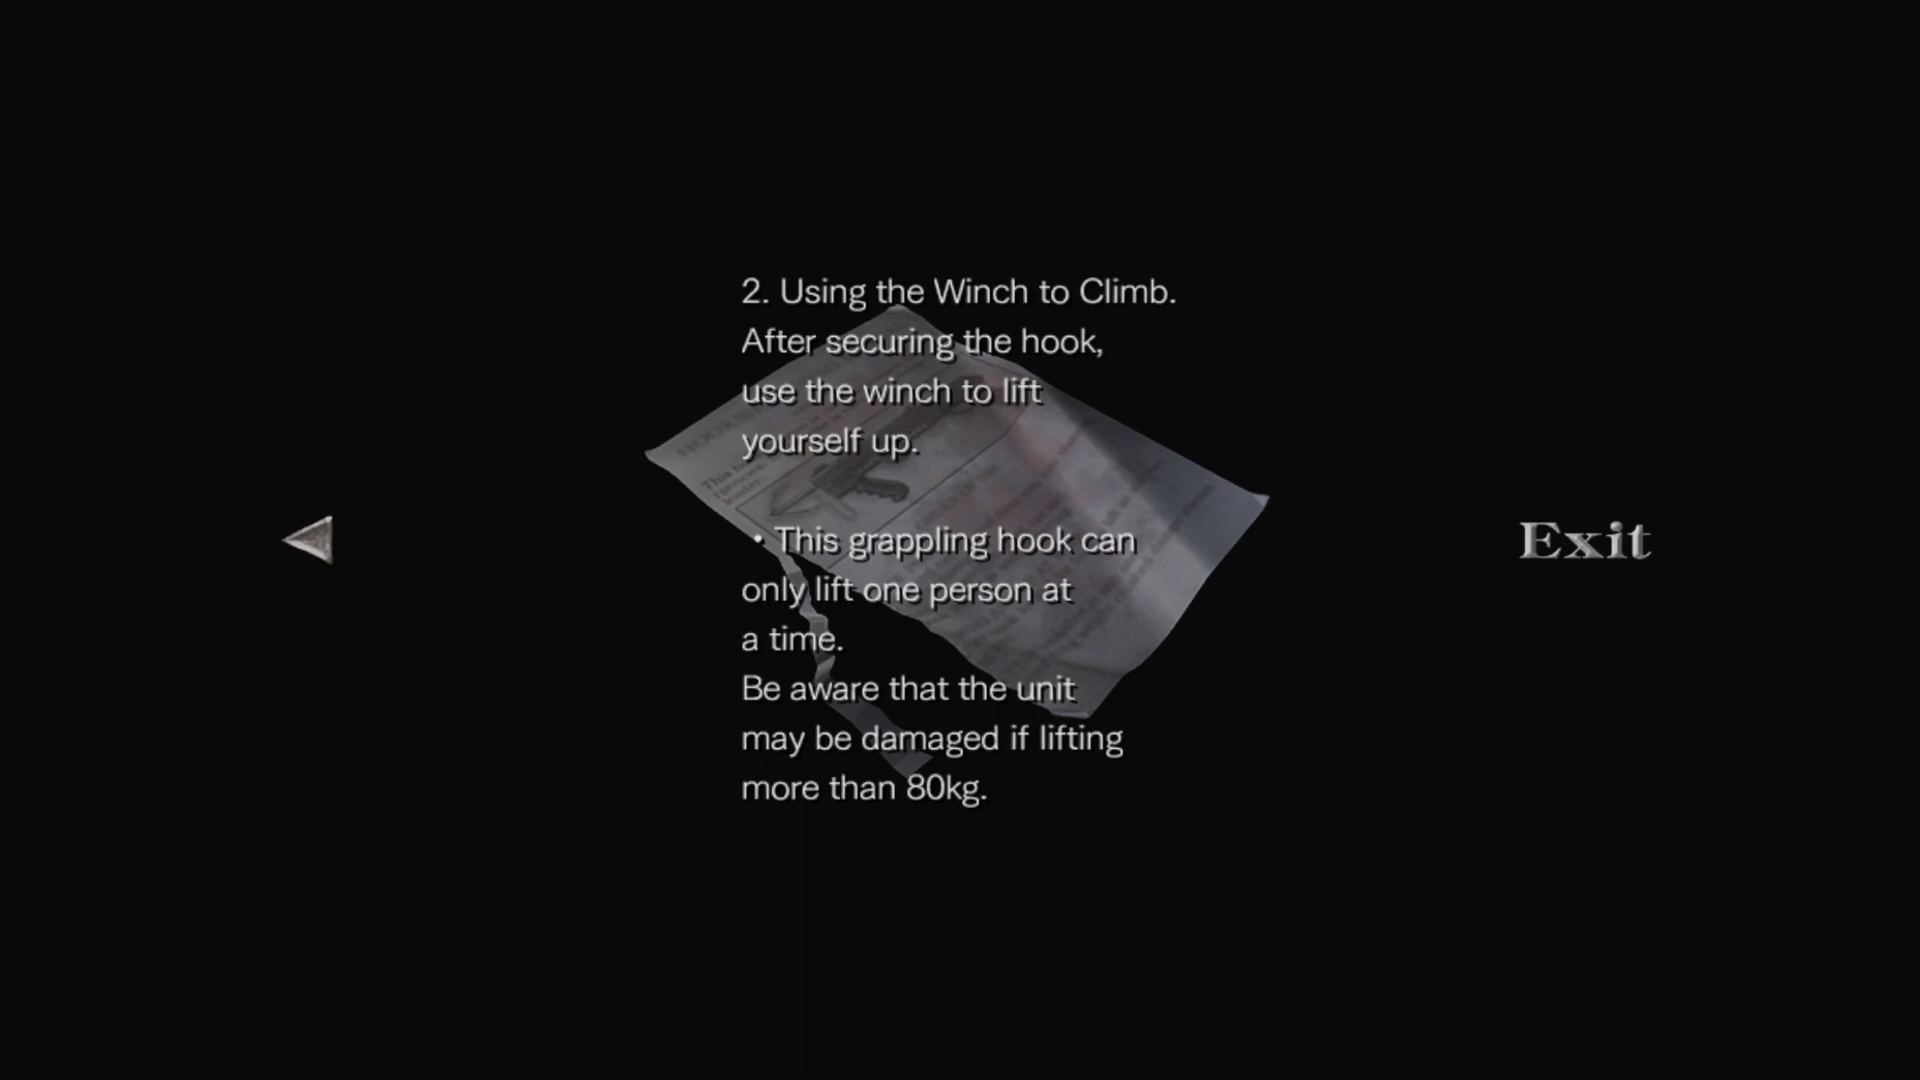 2. Using the Winch to Climb.
After securing the hook,
use the winch to lift
yourself up.
・This grappling hook can
only lift one person at
a time.
Be aware that the unit
may be damaged if lifting
more than 80kg.
Exit